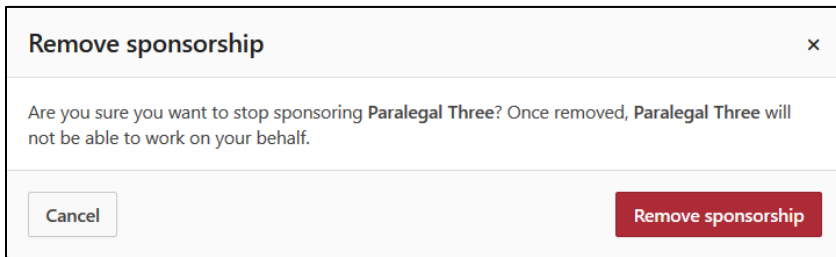 Remove sponsorship ×
Are you sure you want to stop sponsoring Paralegal Three? Once removed, Paralegal Three will
not be able to work on your behalf.
Cancel Remove sponsorship